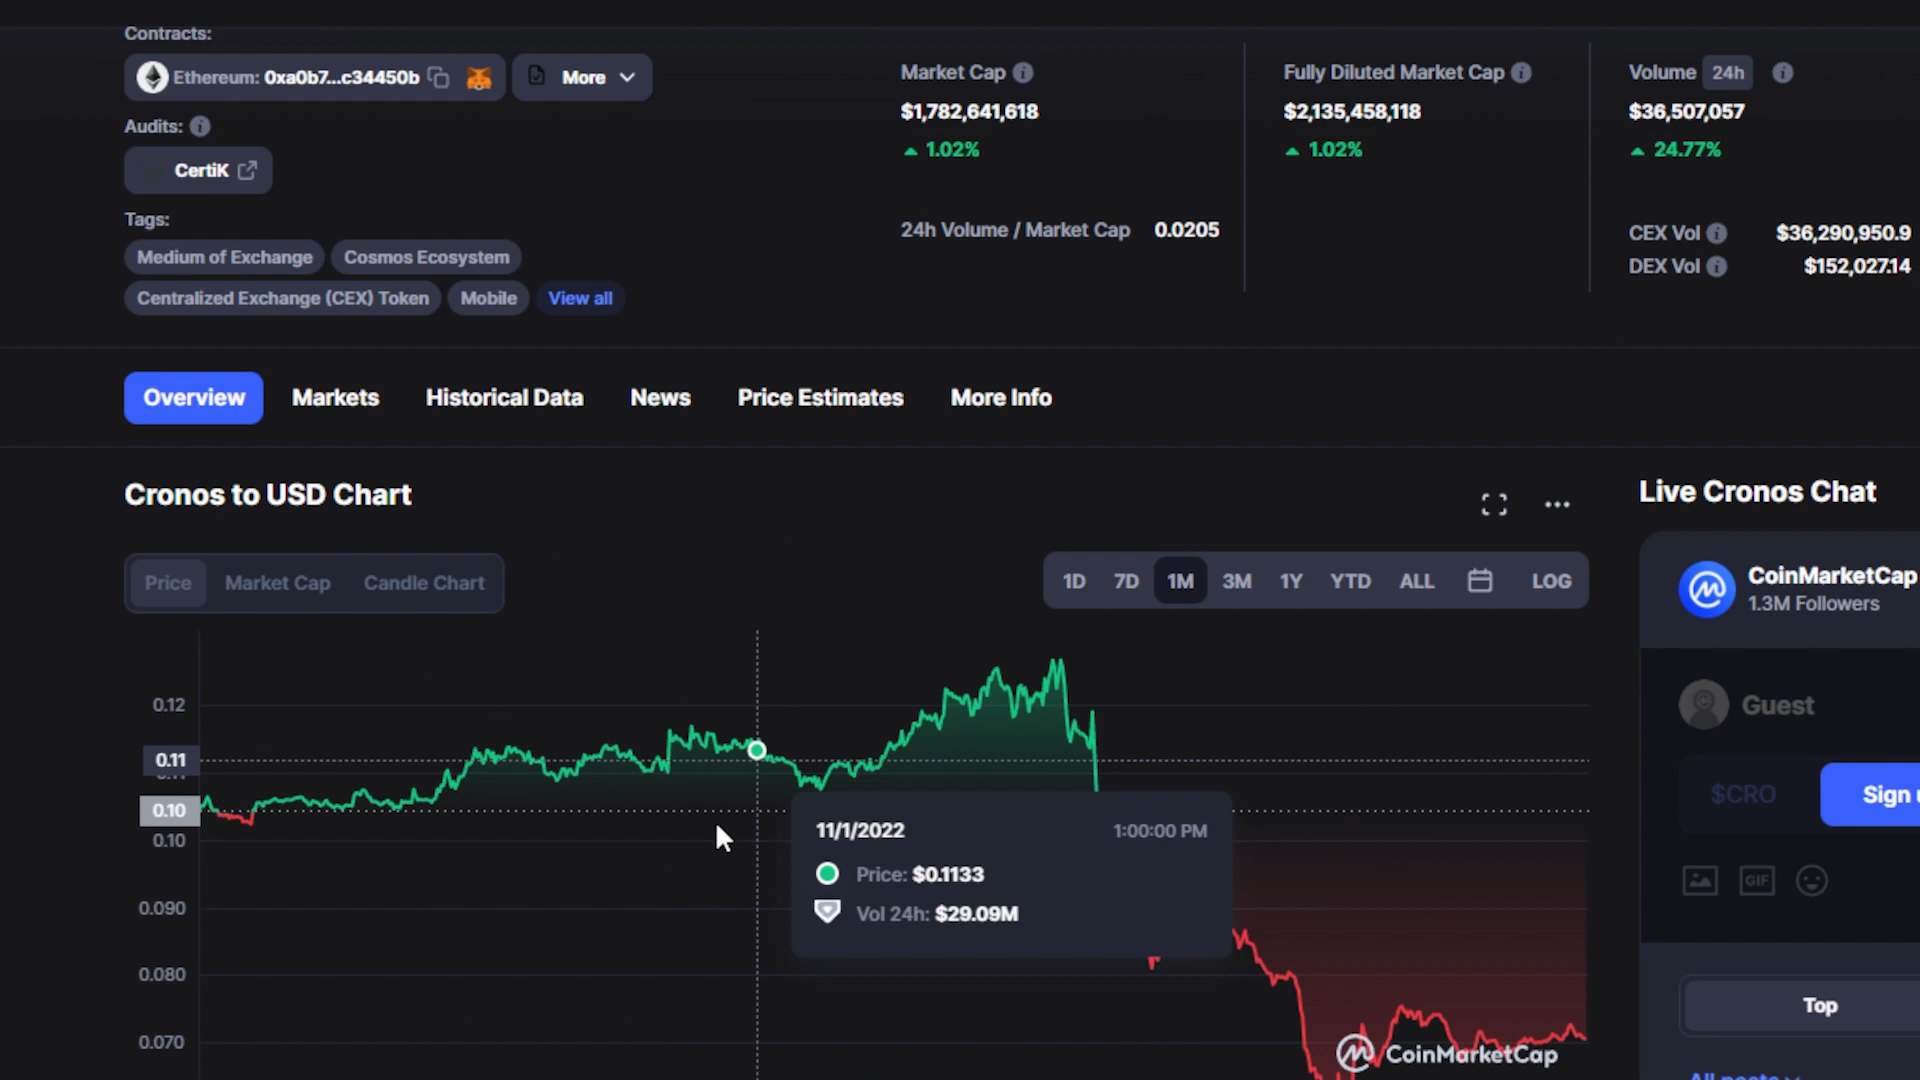 Contracts:
Ethereum: 0xa0b7...c34450b
More
Audits:
CertiK
Tags:
Medium of Exchange
Cosmos Ecosystem
Centralized Exchange (CEX) Token
Mobile
View all
Market Cap
$1,782,641,618
1.02%
24h Volume / Market Cap 0.0205
Fully Diluted Market Cap
$2,135,458,118
1.02%
Volume 24h
$36,507,057
24.77%
CEX Vol $36,290,950.9
DEX Vol $152,027.14
Overview Markets Historical Data News Price Estimates More Info
Cronos to USD Chart
Price Market Cap Candle Chart
1D 7D 1M 3M 1Y YTD ALL LOG
0.12
0.11
0.10
0.10
0.090
0.080
0.070
11/1/2022 1:00:00 PM
Price: $0.1133
Vol 24h: $29.09M
CoinMarketCap
Live Cronos Chat
CoinMarketCap
1.3M Followers
Guest
$CRO
Sign
GIF
Top
All posts